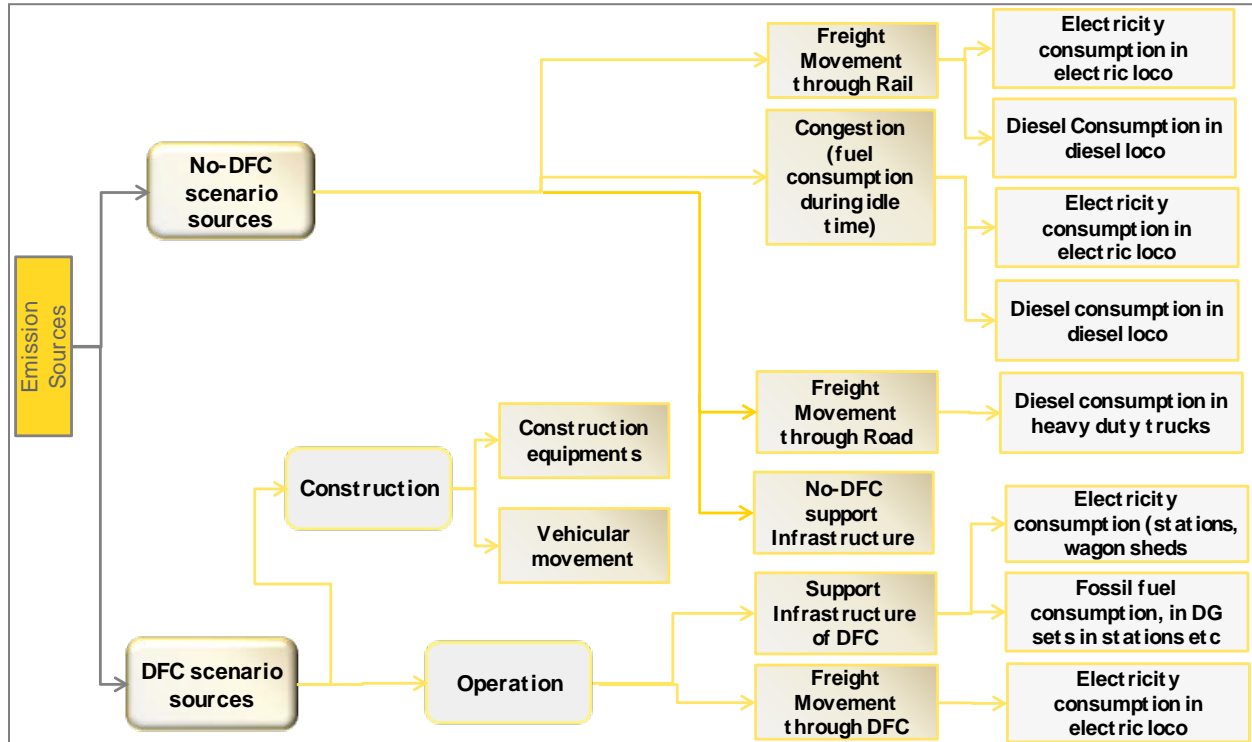 Emission
Sources
No-DFC
scenario
sources
DFC scenario
sources
Construction
Operation
Construction
equipments
Vehicular
movement
Freight
Movement
through Rail
Congestion
(fuel
consumption
during idle
time)
Freight
Movement
through Road
No-DFC
support
Infrastructure
Support
Infrastructure
of DFC
Freight
Movement
through DFC
Electricity
consumption in
electric loco
Diesel Consumption in
diesel loco
Electricity
consumption in
electric loco
Diesel consumption in
diesel loco
Diesel consumption in
heavy duty trucks
Electricity
consumption (stations,
wagon sheds
Fossil fuel
consumption, in DG
sets in stations etc
Electricity
consumption in
electric loco